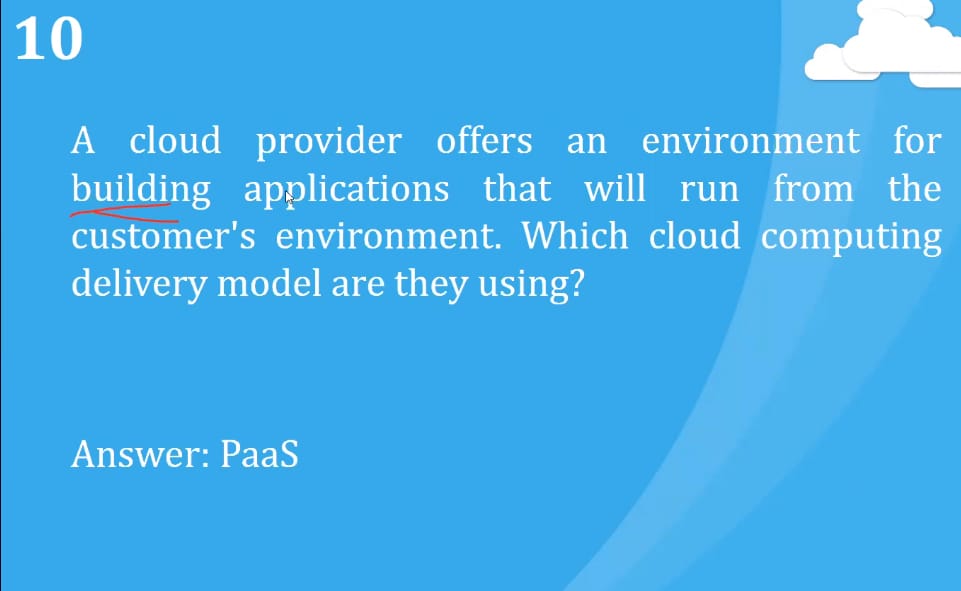 10
A cloud provider offers an environment for
building applications that will run from the
customer's environment. Which cloud computing
delivery model are they using?
Answer: PaaS